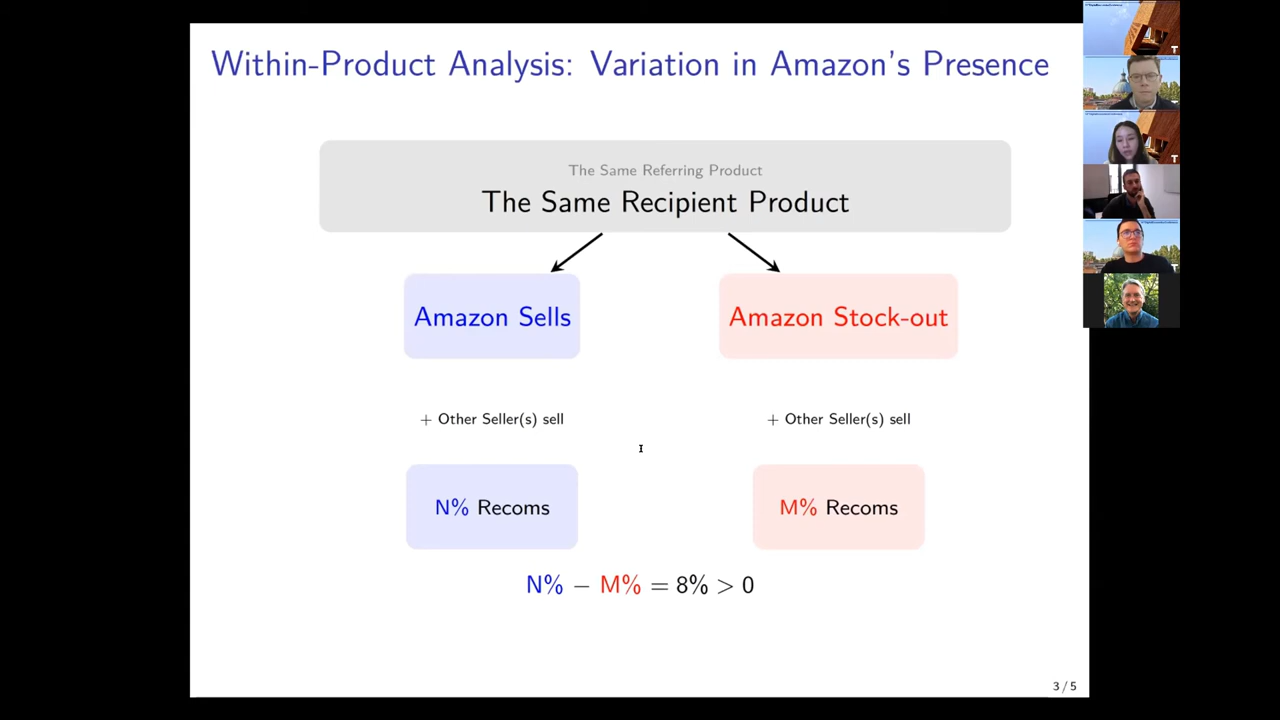 Within-Product Analysis: Variation in Amazon's Presence
The Same Referring Product
The Same Recipient Product
Amazon Sells
Amazon Stock-out
+ Other Seller(s) sell
+ Other Seller(s) sell
N% Recoms
M% Recoms
N% − M% = 8% > 0
3 / 5